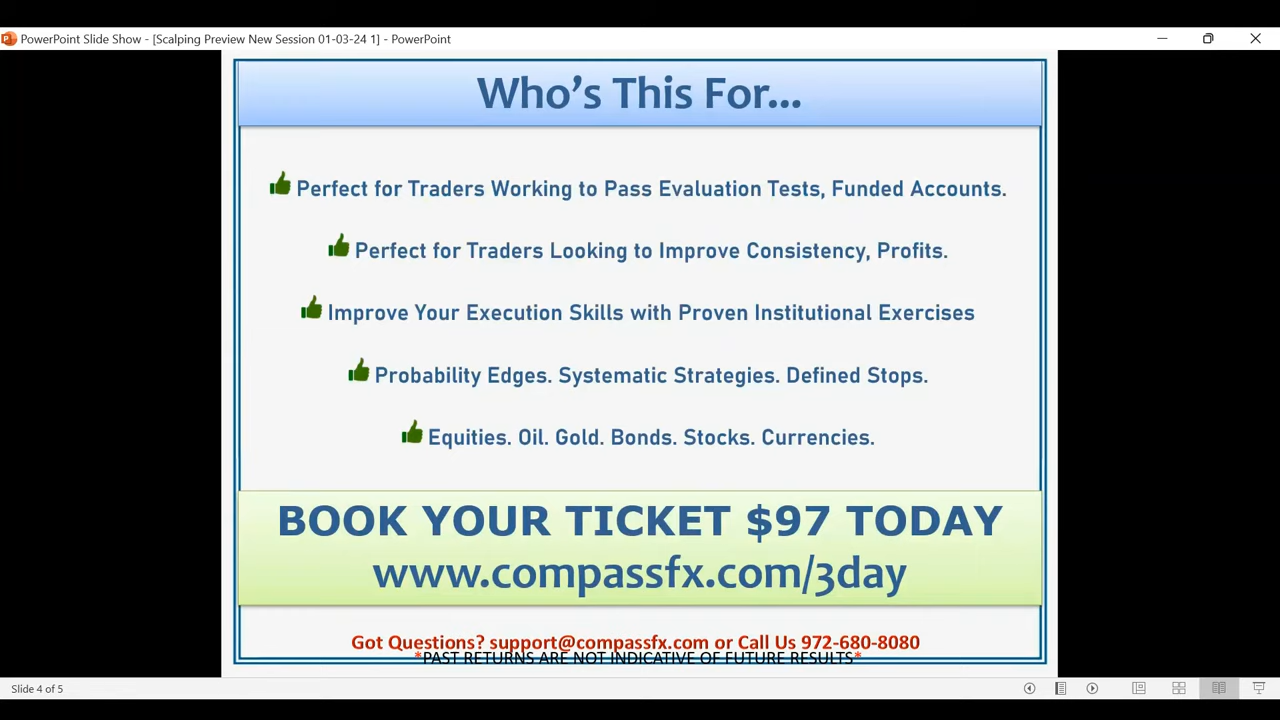 PowerPoint Slide Show - [Scalping Preview New Session 01-03-24 1] - PowerPoint
Who's This For...
Perfect for Traders Working to Pass Evaluation Tests, Funded Accounts.
Perfect for Traders Looking to Improve Consistency, Profits.
Improve Your Execution Skills with Proven Institutional Exercises
Probability Edges. Systematic Strategies. Defined Stops.
Equities. Oil. Gold. Bonds. Stocks. Currencies.
BOOK YOUR TICKET $97 TODAY
www.compassfx.com/3day
Got Questions? support@compassfx.com or Call Us 972-680-8080
*PAST RETURNS ARE NOT INDICATIVE OF FUTURE RESULTS*
Slide 4 of 5